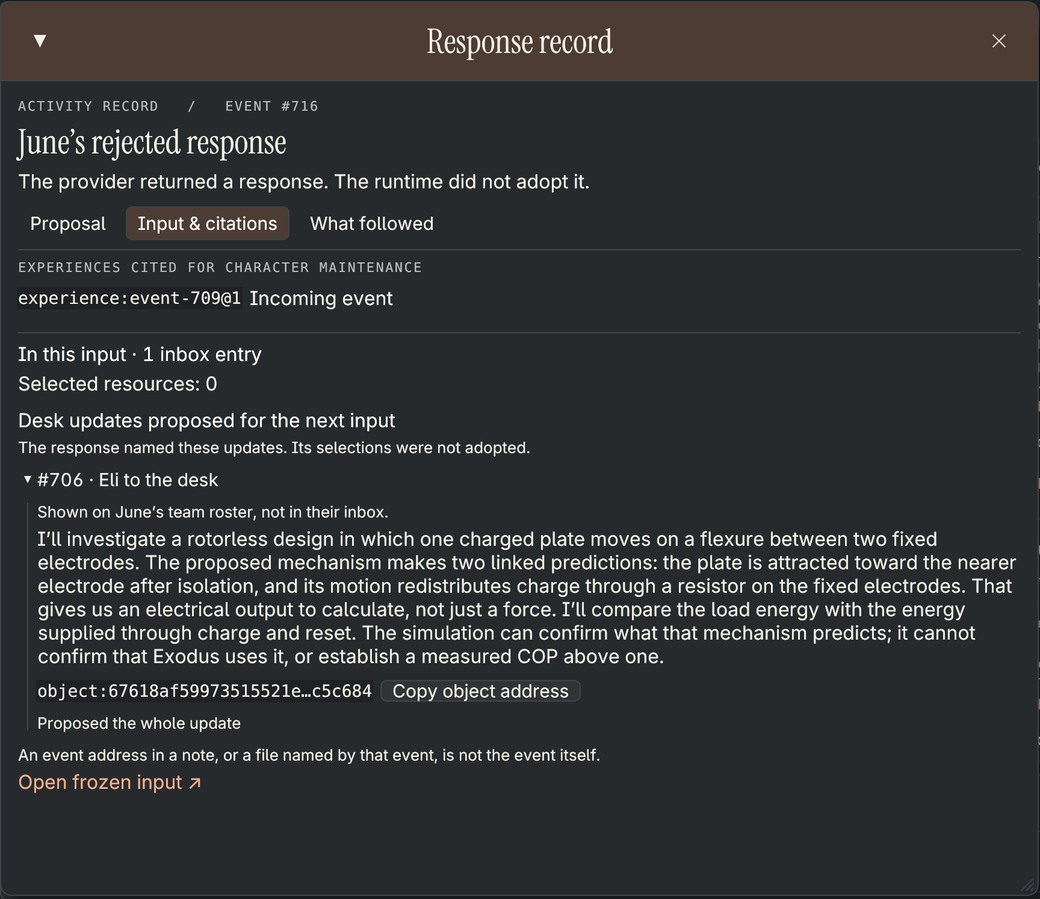 ▼ Response record ×
ACTIVITY RECORD / EVENT #716
June’s rejected response
The provider returned a response. The runtime did not adopt it.
Proposal Input & citations What followed
EXPERIENCES CITED FOR CHARACTER MAINTENANCE
experience:event-709@1 Incoming event
In this input · 1 inbox entry
Selected resources: 0
Desk updates proposed for the next input
The response named these updates. Its selections were not adopted.
▼ #706 · Eli to the desk
Shown on June’s team roster, not in their inbox.
I’ll investigate a rotorless design in which one charged plate moves on a flexure between two fixed
electrodes. The proposed mechanism makes two linked predictions: the plate is attracted toward the nearer
electrode after isolation, and its motion redistributes charge through a resistor on the fixed electrodes. That
gives us an electrical output to calculate, not just a force. I’ll compare the load energy with the energy
supplied through charge and reset. The simulation can confirm what that mechanism predicts; it cannot
confirm that Exodus uses it, or establish a measured COP above one.
object:67618af59973515521e…c5c684 Copy object address
Proposed the whole update
An event address in a note, or a file named by that event, is not the event itself.
Open frozen input ↗